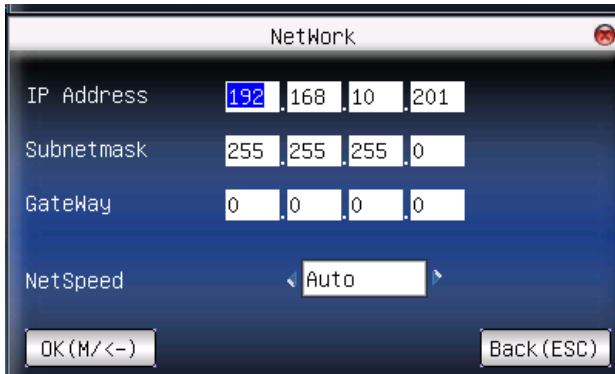 NetWork
IP Address 192.168.10.201
Subnetmask 255.255.255.0
GateWay 0.0.0.0
NetSpeed Auto
OK(M/<-) Back(ESC)